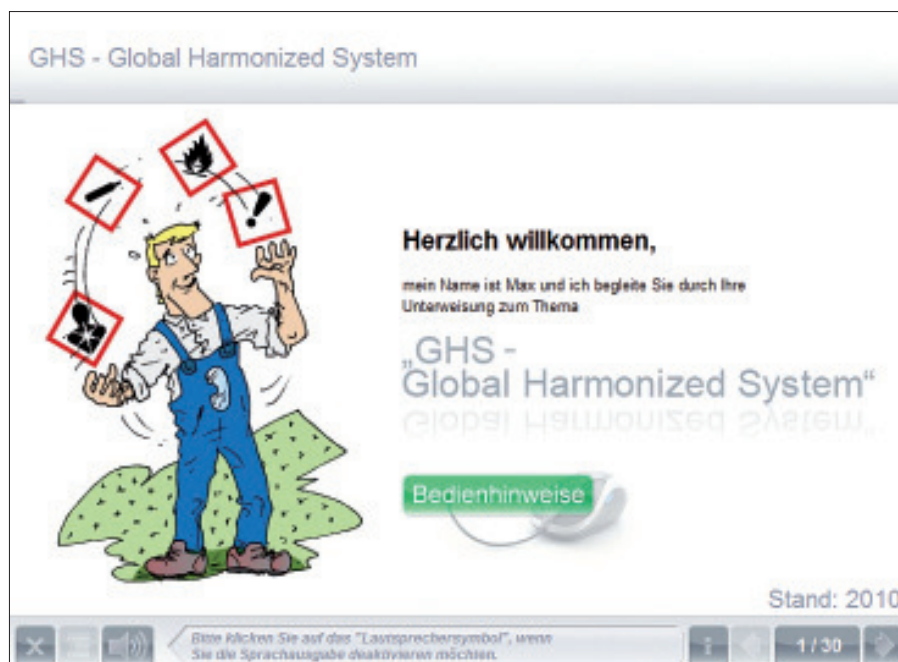 GHS - Global Harmonized System
Herzlich willkommen,
mein Name ist Max und ich begleite Sie durch Ihre
Unterweisung zum Thema
„GHS -
Global Harmonized System“
Bedienhinweise
Stand: 2010
Bitte klicken Sie auf das "Lautsprechersymbol", wenn
Sie die Sprachausgabe deaktivieren möchten.
1 / 30